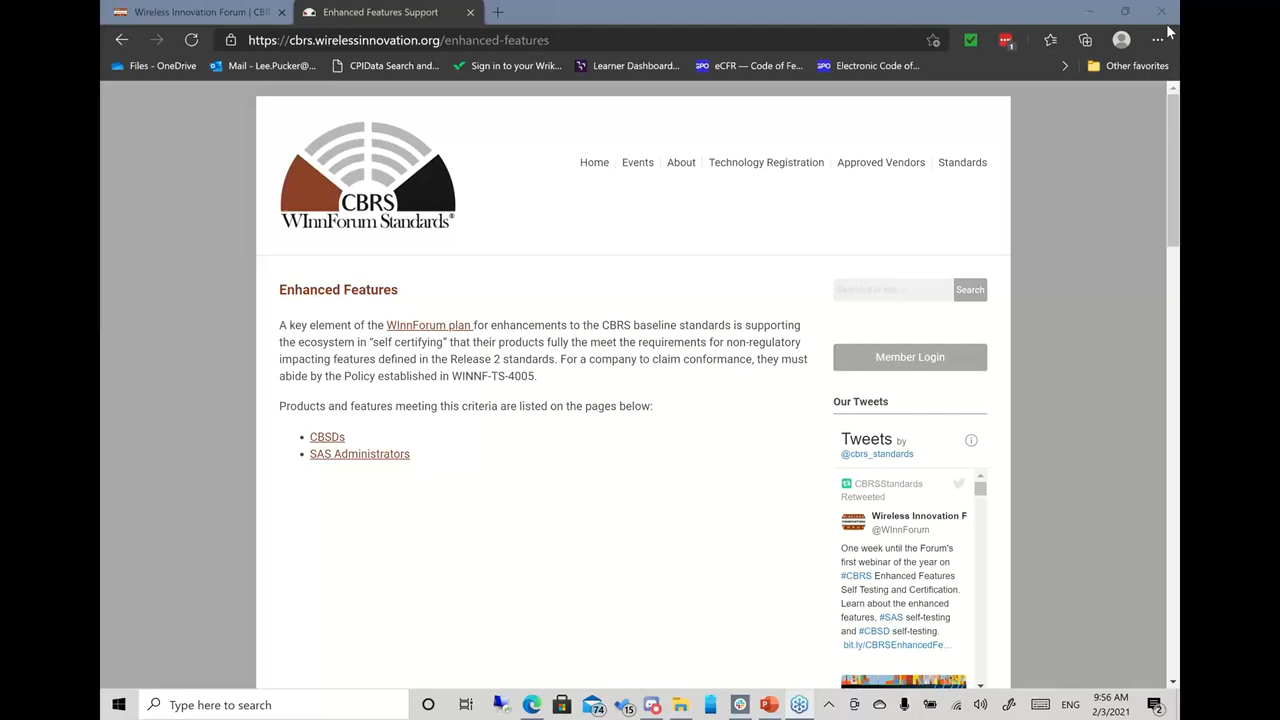 Wireless Innovation Forum | CBR
Enhanced Features Support
https://cbrs.wirelessinnovation.org/enhanced-features
1
Files - OneDrive
Mail - Lee.Pucker@...
CPIData Search and...
Sign in to your Wrik...
Learner Dashboard...
GPO eCFR — Code of Fe...
GPO Electronic Code of...
Other favorites
CBRS
WInnForum Standards®
Home
Events
About
Technology Registration
Approved Vendors
Standards
Enhanced Features
A key element of the WInnForum plan for enhancements to the CBRS baseline standards is supporting
the ecosystem in “self certifying” that their products fully the meet the requirements for non-regulatory
impacting features defined in the Release 2 standards. For a company to claim conformance, they must
abide by the Policy established in WINNF-TS-4005.
Products and features meeting this criteria are listed on the pages below:
CBSDs
SAS Administrators
Search
Member Login
Our Tweets
Tweets by
@cbrs_standards
CBRSStandards
Retweeted
Wireless Innovation F
@WInnForum
One week until the Forum's
first webinar of the year on
#CBRS Enhanced Features
Self Testing and Certification.
Learn about the enhanced
features, #SAS self-testing
and #CBSD self-testing.
bit.ly/CBRSEnhancedFe…
Type here to search
74
15
ENG
9:56 AM
2/3/2021
2